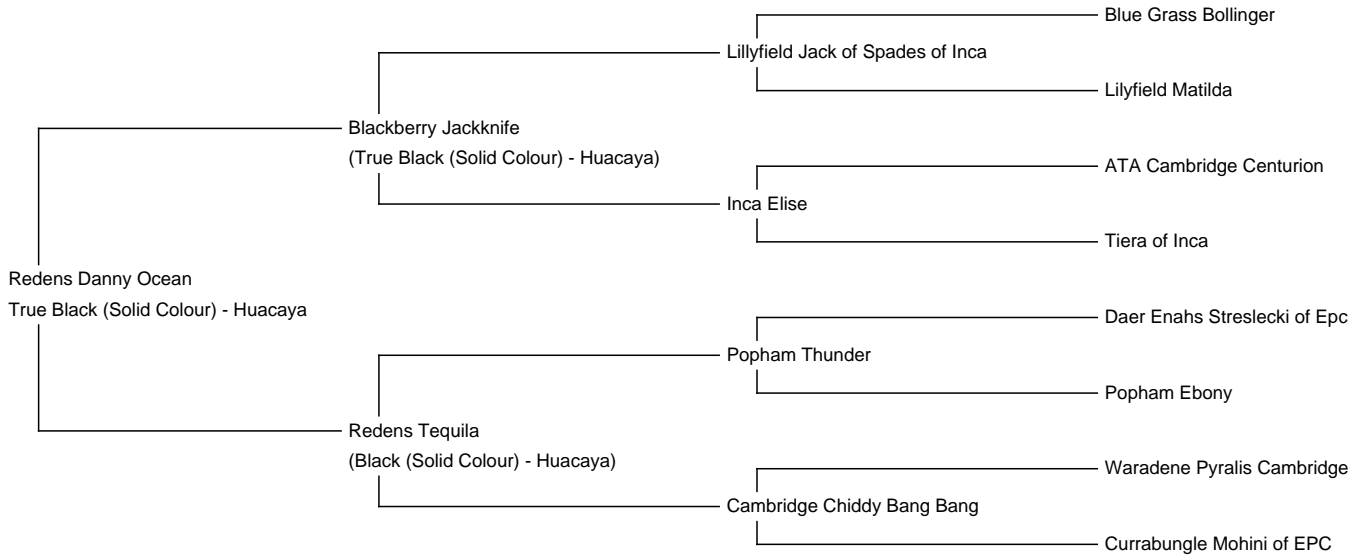 Blue Grass Bollinger
Lillyfield Jack of Spades of Inca
Lilyfield Matilda
Blackberry Jackknife
(True Black (Solid Colour) - Huacaya)
ATA Cambridge Centurion
Inca Elise
Tiera of Inca
Redens Danny Ocean
True Black (Solid Colour) - Huacaya
Daer Enahs Streslecki of Epc
Popham Thunder
Popham Ebony
Redens Tequila
(Black (Solid Colour) - Huacaya)
Waradene Pyralis Cambridge
Cambridge Chiddy Bang Bang
Currabungle Mohini of EPC